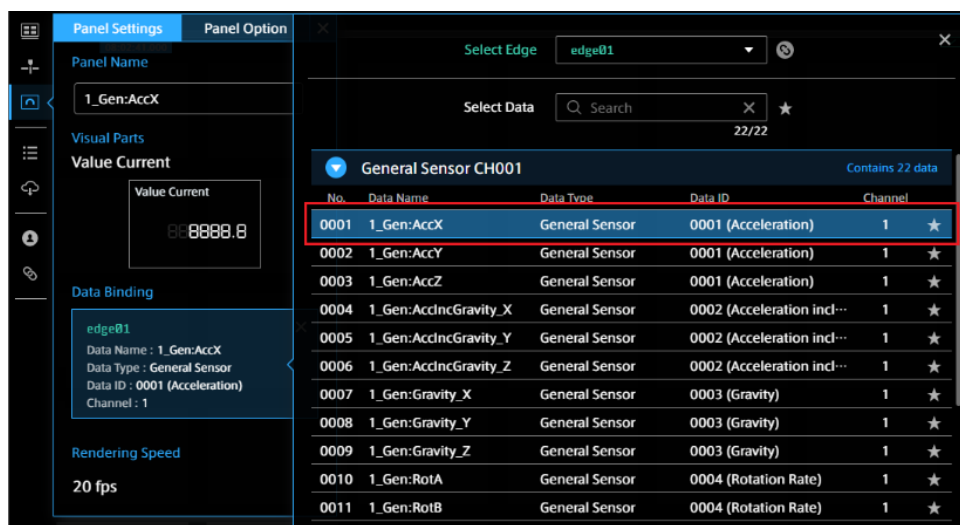 Panel Settings
Panel Option
Panel Name
1_Gen:AccX
Visual Parts
Value Current
Value Current
8888.8
Data Binding
edge01
Data Name : 1_Gen:AccX
Data Type : General Sensor
Data ID : 0001 (Acceleration)
Channel : 1
Rendering Speed
20 fps
Select Edge edge01
Select Data Search
22/22
General Sensor CH001 Contains 22 data
No. Data Name Data Type Data ID Channel
0001 1_Gen:AccX General Sensor 0001 (Acceleration) 1
0002 1_Gen:AccY General Sensor 0001 (Acceleration) 1
0003 1_Gen:AccZ General Sensor 0001 (Acceleration) 1
0004 1_Gen:AccIncGravity_X General Sensor 0002 (Acceleration incl⋯ 1
0005 1_Gen:AccIncGravity_Y General Sensor 0002 (Acceleration incl⋯ 1
0006 1_Gen:AccIncGravity_Z General Sensor 0002 (Acceleration incl⋯ 1
0007 1_Gen:Gravity_X General Sensor 0003 (Gravity) 1
0008 1_Gen:Gravity_Y General Sensor 0003 (Gravity) 1
0009 1_Gen:Gravity_Z General Sensor 0003 (Gravity) 1
0010 1_Gen:RotA General Sensor 0004 (Rotation Rate) 1
0011 1_Gen:RotB General Sensor 0004 (Rotation Rate) 1